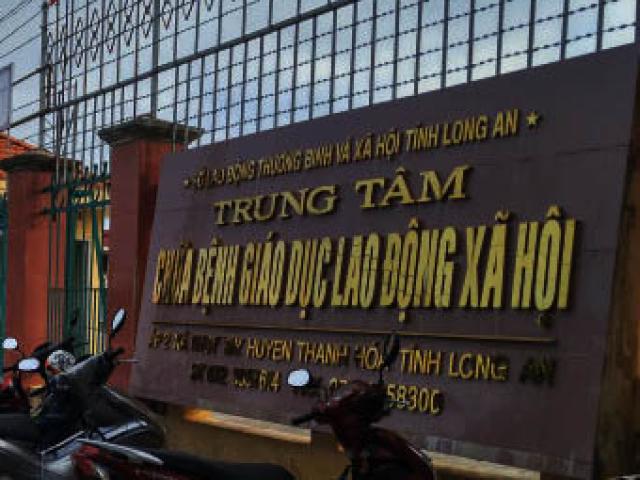 ★ SỞ LAO ĐỘNG THƯƠNG BINH VÀ XÃ HỘI TỈNH LONG AN ★
TRUNG TÂM
CHỮA BỆNH GIÁO DỤC LAO ĐỘNG XÃ HỘI
HUYỆN THẠNH HÓA TỈNH LONG AN